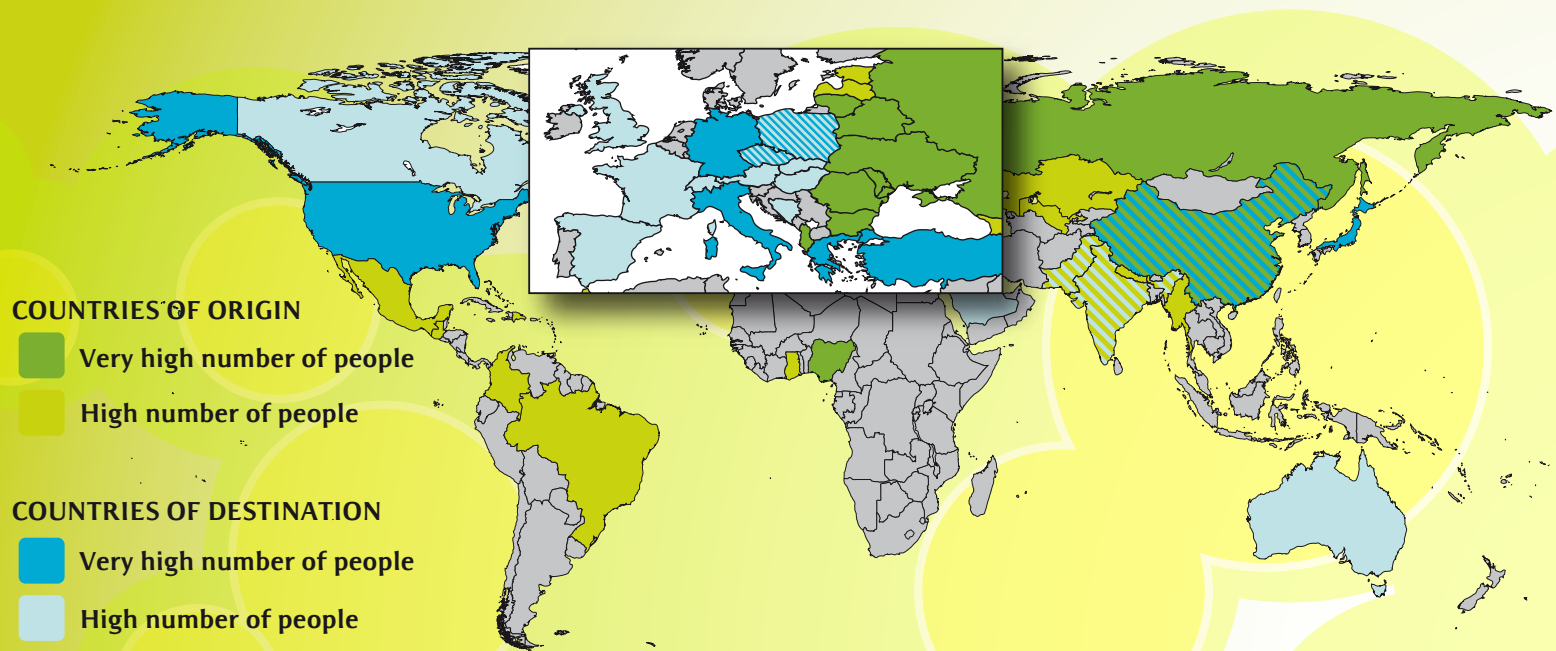 COUNTRIES OF ORIGIN
Very high number of people
High number of people
COUNTRIES OF DESTINATION
Very high number of people
High number of people